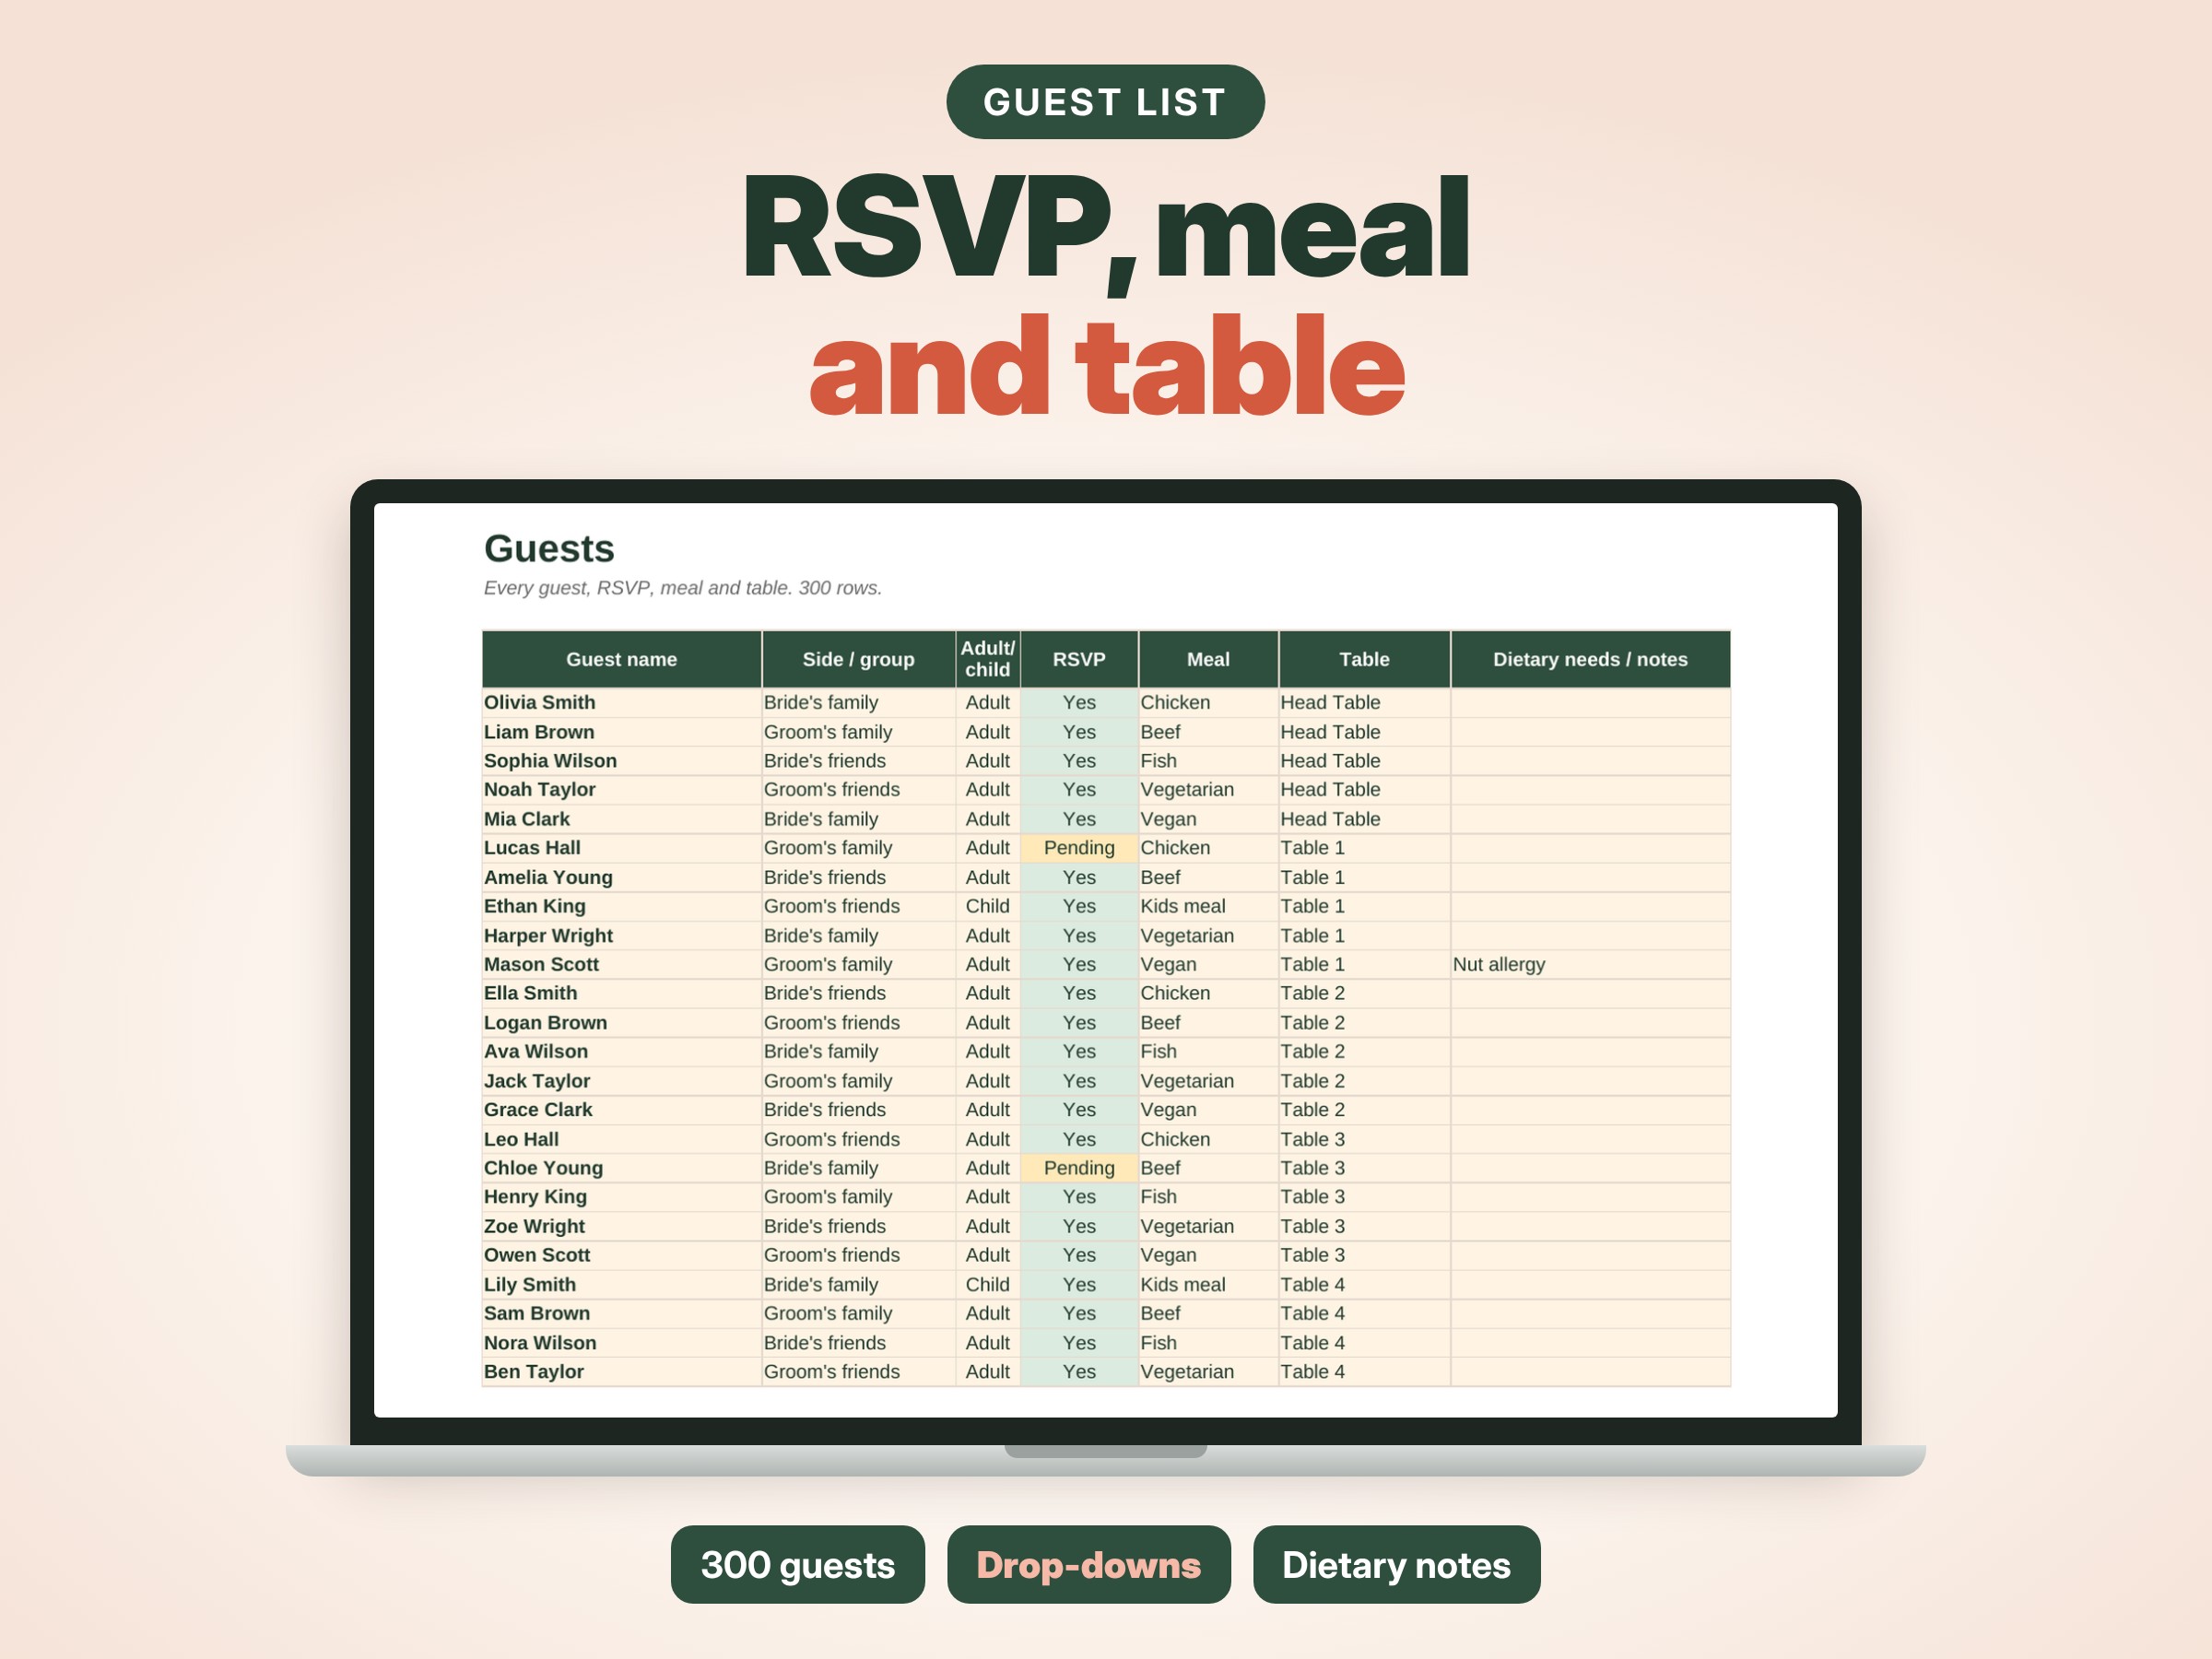 GUEST LIST
RSVP, meal
and table
Guests
Every guest, RSVP, meal and table. 300 rows.
Guest name Side / group Adult/ child RSVP Meal Table Dietary needs / notes
Olivia Smith Bride's family Adult Yes Chicken Head Table
Liam Brown Groom's family Adult Yes Beef Head Table
Sophia Wilson Bride's friends Adult Yes Fish Head Table
Noah Taylor Groom's friends Adult Yes Vegetarian Head Table
Mia Clark Bride's family Adult Yes Vegan Head Table
Lucas Hall Groom's family Adult Pending Chicken Table 1
Amelia Young Bride's friends Adult Yes Beef Table 1
Ethan King Groom's friends Child Yes Kids meal Table 1
Harper Wright Bride's family Adult Yes Vegetarian Table 1
Mason Scott Groom's family Adult Yes Vegan Table 1 Nut allergy
Ella Smith Bride's friends Adult Yes Chicken Table 2
Logan Brown Groom's friends Adult Yes Beef Table 2
Ava Wilson Bride's family Adult Yes Fish Table 2
Jack Taylor Groom's family Adult Yes Vegetarian Table 2
Grace Clark Bride's friends Adult Yes Vegan Table 2
Leo Hall Groom's friends Adult Yes Chicken Table 3
Chloe Young Bride's family Adult Pending Beef Table 3
Henry King Groom's family Adult Yes Fish Table 3
Zoe Wright Bride's friends Adult Yes Vegetarian Table 3
Owen Scott Groom's friends Adult Yes Vegan Table 3
Lily Smith Bride's family Child Yes Kids meal Table 4
Sam Brown Groom's family Adult Yes Beef Table 4
Nora Wilson Bride's friends Adult Yes Fish Table 4
Ben Taylor Groom's friends Adult Yes Vegetarian Table 4
300 guests Drop-downs Dietary notes